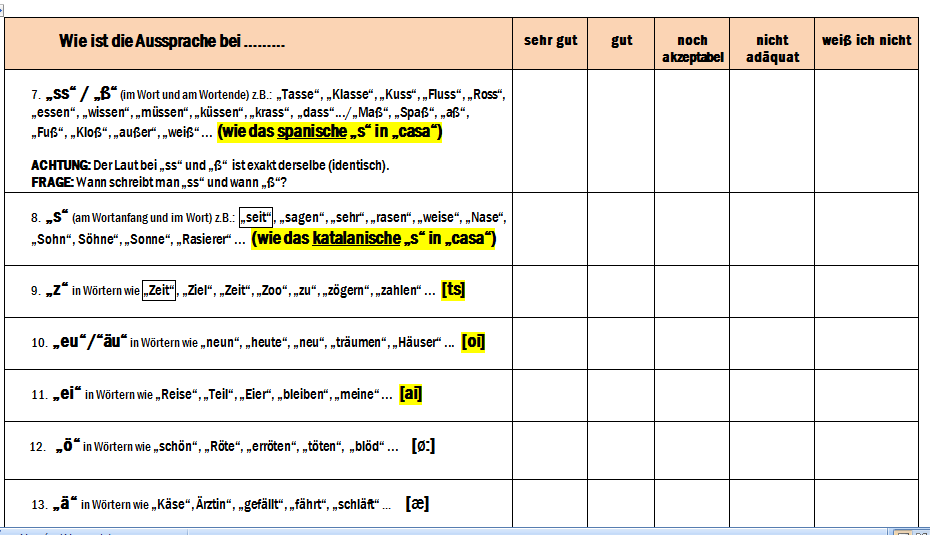 Wie ist die Aussprache bei ......... sehr gut gut noch akzeptabel nicht adäquat weiß ich nicht
7. „ss“ / „ß“ (im Wort und am Wortende) z.B.: „Tasse“, „Klasse“, „Kuss“, „Fluss“, „Ross“,
„essen“, „wissen“, „müssen“, „küssen“, „krass“, „dass“.../„Maß“, „Spaß“, „aß“,
„Fuß“, „Kloß“, „außer“, „weiß“ ... (wie das spanische „s“ in „casa“)
ACHTUNG: Der Laut bei „ss“ und „ß“ ist exakt derselbe (identisch).
FRAGE: Wann schreibt man „ss“ und wann „ß“?
8. „s“ (am Wortanfang und im Wort) z.B.: „seit“, „sagen“, „sehr“, „rasen“, „weise“, „Nase“,
„Sohn“, Söhne“, „Sonne“, „Rasierer“ ... (wie das katalanische „s“ in „casa“)
9. „z“ in Wörtern wie „Zeit“, „Ziel“, „Zeit“, „Zoo“, „zu“, „zögern“, „zahlen“ ... [ts]
10. „eu“/“äu“ in Wörtern wie „neun“, „heute“, „neu“, „träumen“, „Häuser“ ... [oi]
11. „ei“ in Wörtern wie „Reise“, „Teil“, „Eier“, „bleiben“, „meine“ ... [ai]
12. „ö“ in Wörtern wie „schön“, „Röte“, „erröten“, „töten“, „blöd“ ... [ø:]
13. „ä“ in Wörtern wie „Käse“, Ärztin“, „gefällt“, „fährt“, „schläft“ ... [æ]